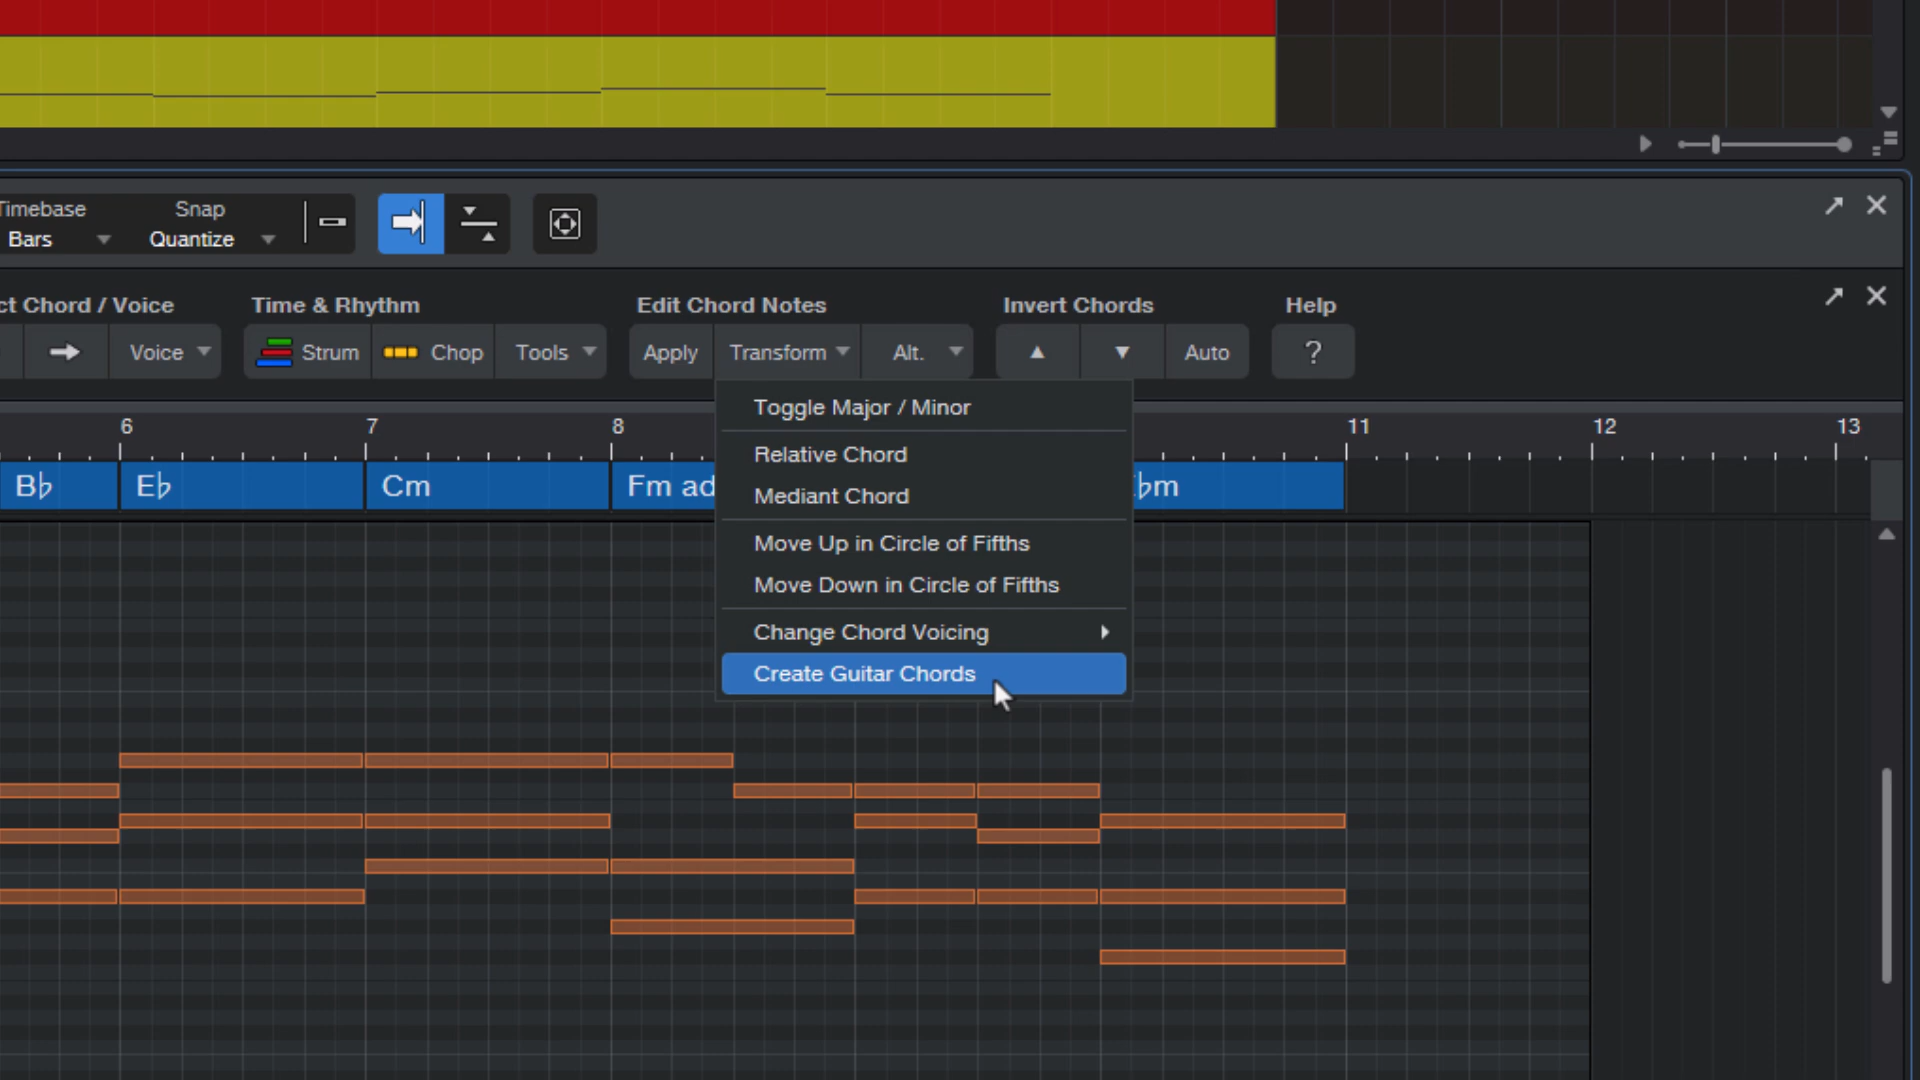 Timebase
Snap
Bars
Quantize
ct Chord / Voice
Time & Rhythm
Edit Chord Notes
Invert Chords
Help
Voice
Strum
Chop
Tools
Apply
Transform
Alt.
Auto
?
Toggle Major / Minor
Relative Chord
Mediant Chord
Move Up in Circle of Fifths
Move Down in Circle of Fifths
Change Chord Voicing
Create Guitar Chords
6
7
8
11
12
13
B♭
E♭
Cm
Fm ad
♭m